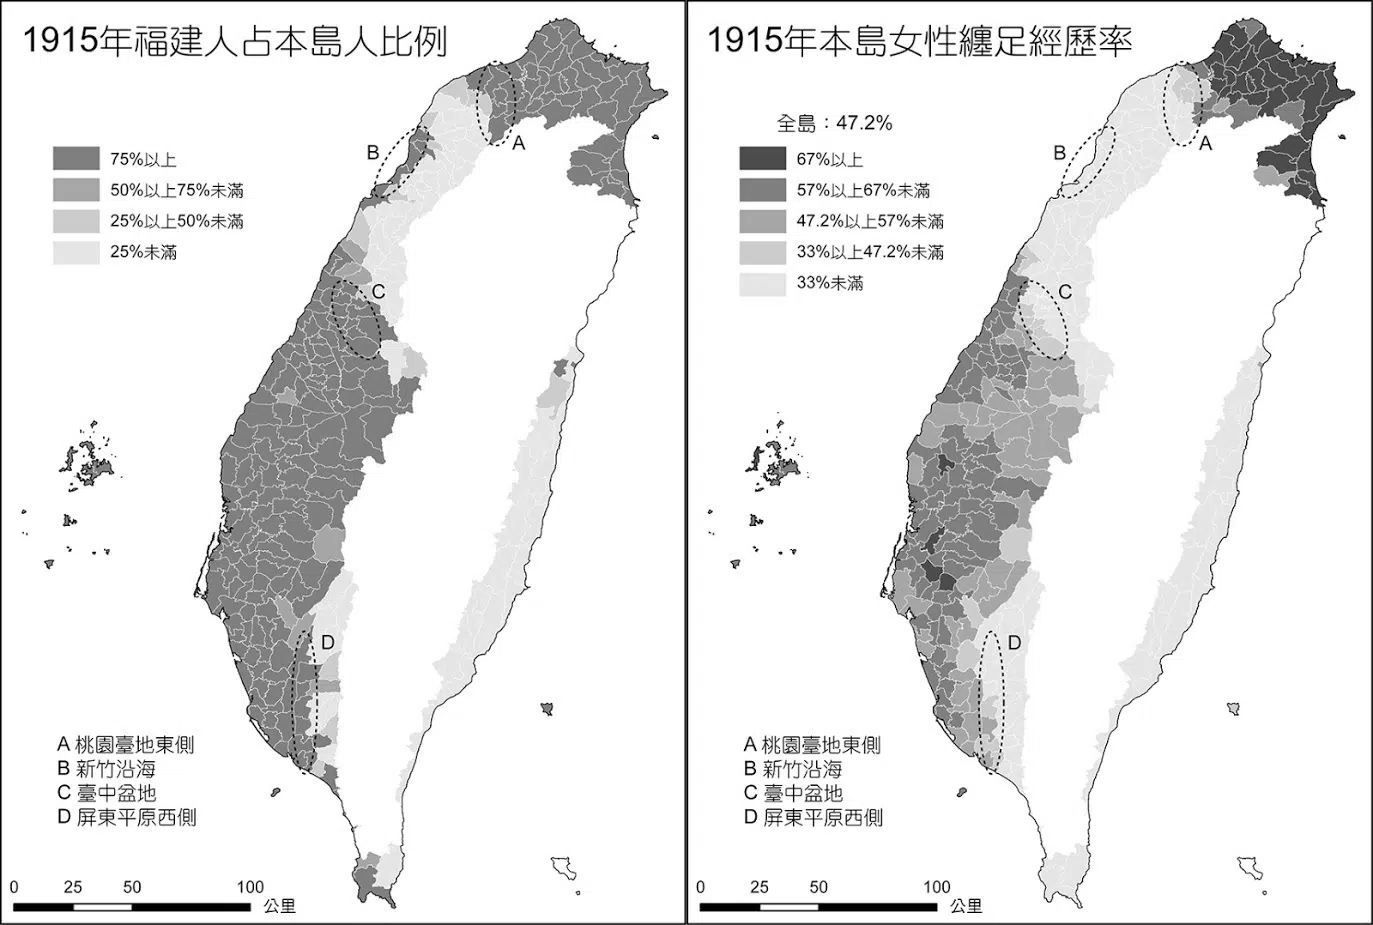 1915年福建人占本島人比例
75%以上
50%以上75%未滿
25%以上50%未滿
25%未滿
A
B
C
D
A 桃園臺地東側
B 新竹沿海
C 臺中盆地
D 屏東平原西側
0 25 50 100
公里
1915年本島女性纏足經歷率
全島：47.2%
67%以上
57%以上67%未滿
47.2%以上57%未滿
33%以上47.2%未滿
33%未滿
A
B
C
D
A 桃園臺地東側
B 新竹沿海
C 臺中盆地
D 屏東平原西側
0 25 50 100
公里